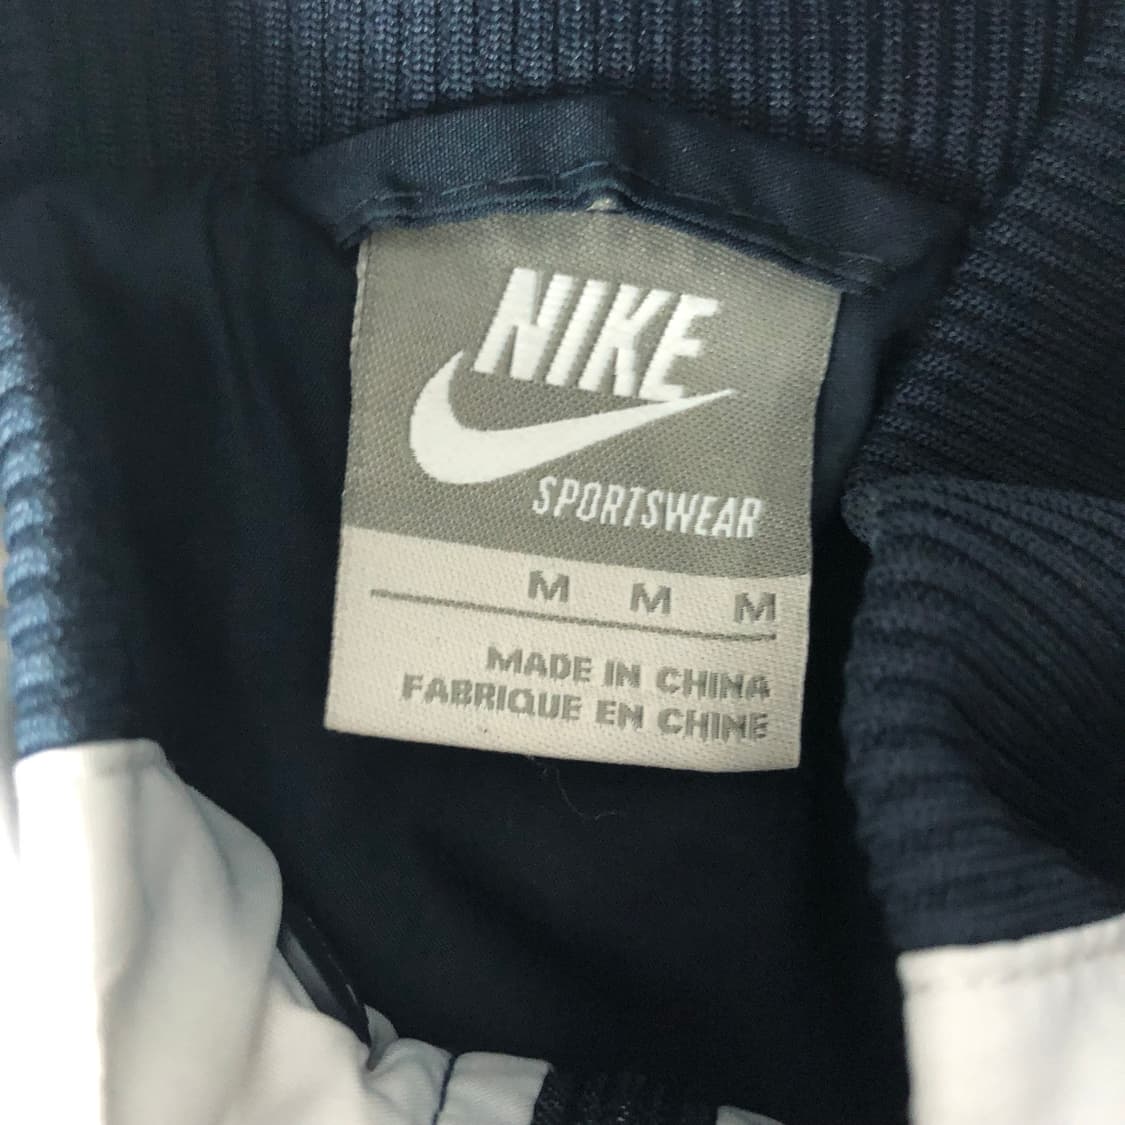 NIKE
SPORTSWEAR
M M M
MADE IN CHINA
FABRIQUE EN CHINE